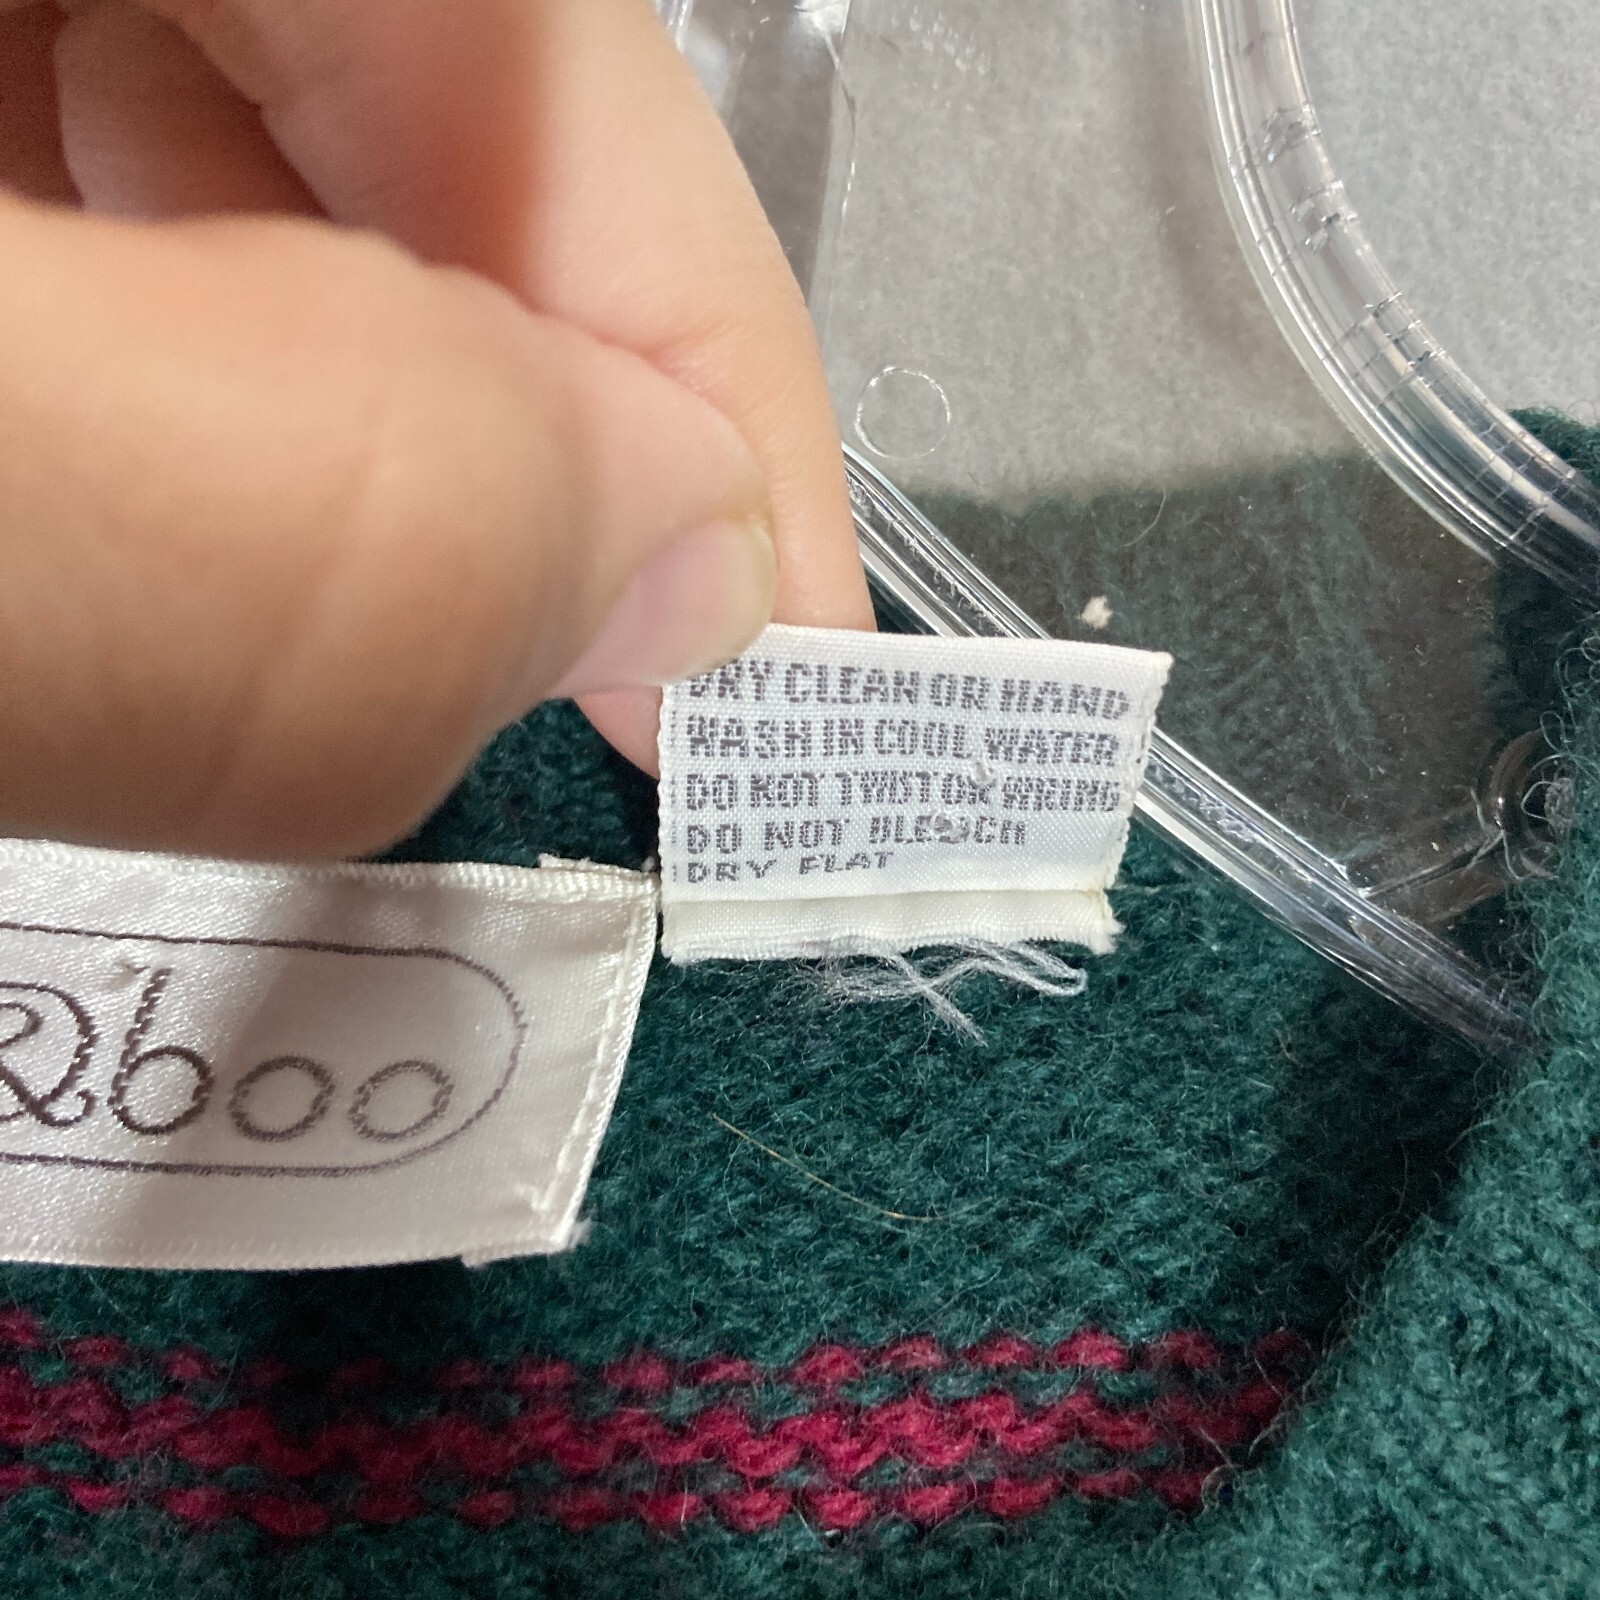 DRY CLEAN OR HAND
WASH IN COOL WATER
DO NOT TWIST OR WRING
DO NOT BLEACH
DRY FLAT
boo